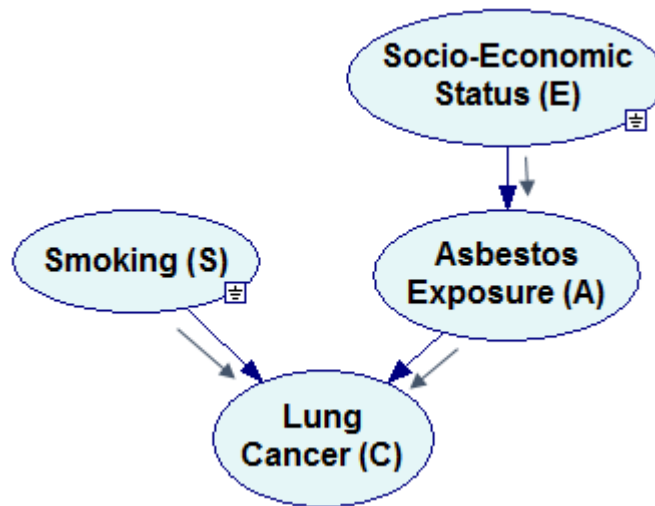 Socio-Economic
Status (E)
Smoking (S)
Asbestos
Exposure (A)
Lung
Cancer (C)